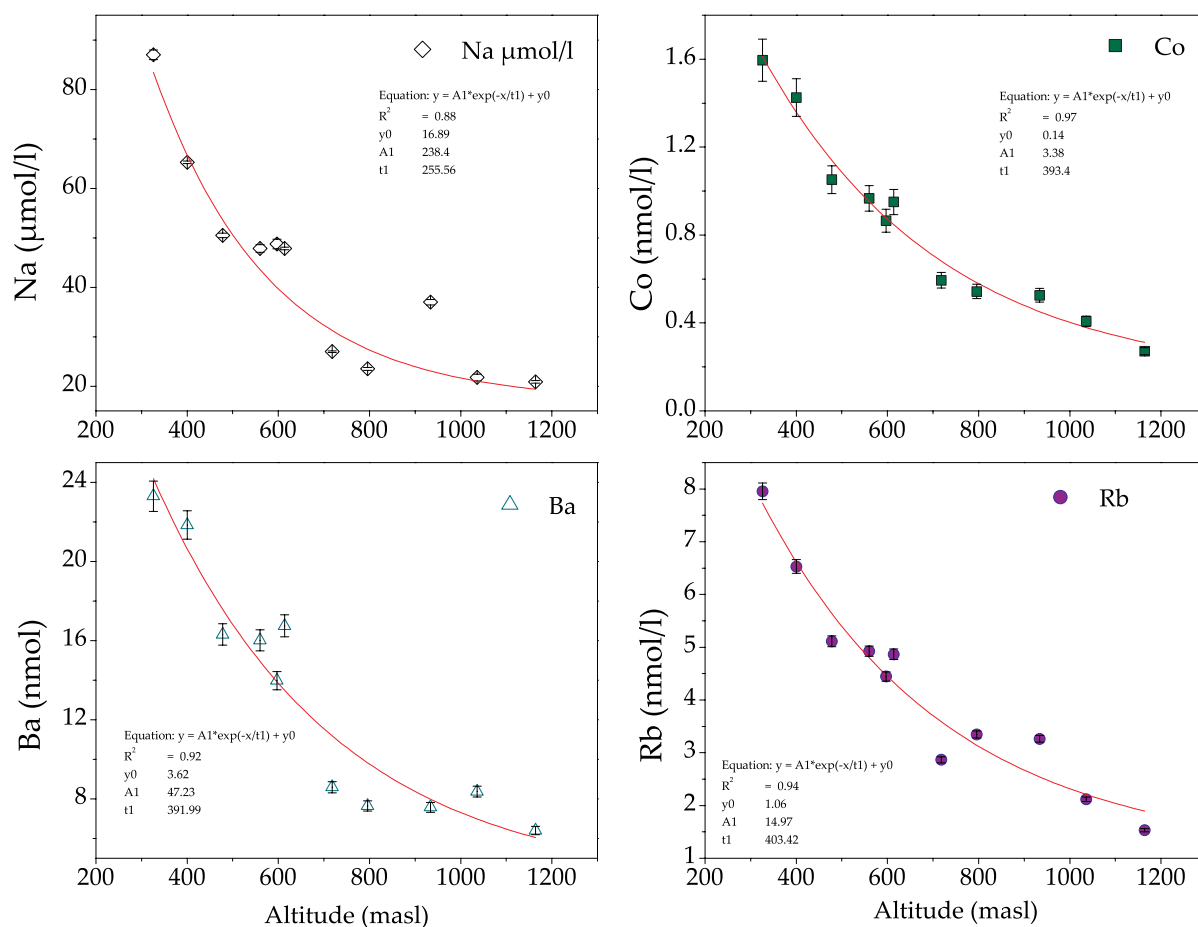 Na μmol/l
Equation: y = A1*exp(-x/t1) + y0
R² = 0.88
y0 16.89
A1 238.4
t1 255.56
Na (μmol/l)
80
60
40
20
200 400 600 800 1000 1200
Co
Equation: y = A1*exp(-x/t1) + y0
R² = 0.97
y0 0.14
A1 3.38
t1 393.4
Co (nmol/l)
1.6
1.2
0.8
0.4
0.0
200 400 600 800 1000 1200
Ba
Equation: y = A1*exp(-x/t1) + y0
R² = 0.92
y0 3.62
A1 47.23
t1 391.99
Ba (nmol)
24
20
16
12
8
200 400 600 800 1000 1200
Altitude (masl)
Rb
Equation: y = A1*exp(-x/t1) + y0
R² = 0.94
y0 1.06
A1 14.97
t1 403.42
Rb (nmol/l)
8
7
6
5
4
3
2
1
200 400 600 800 1000 1200
Altitude (masl)